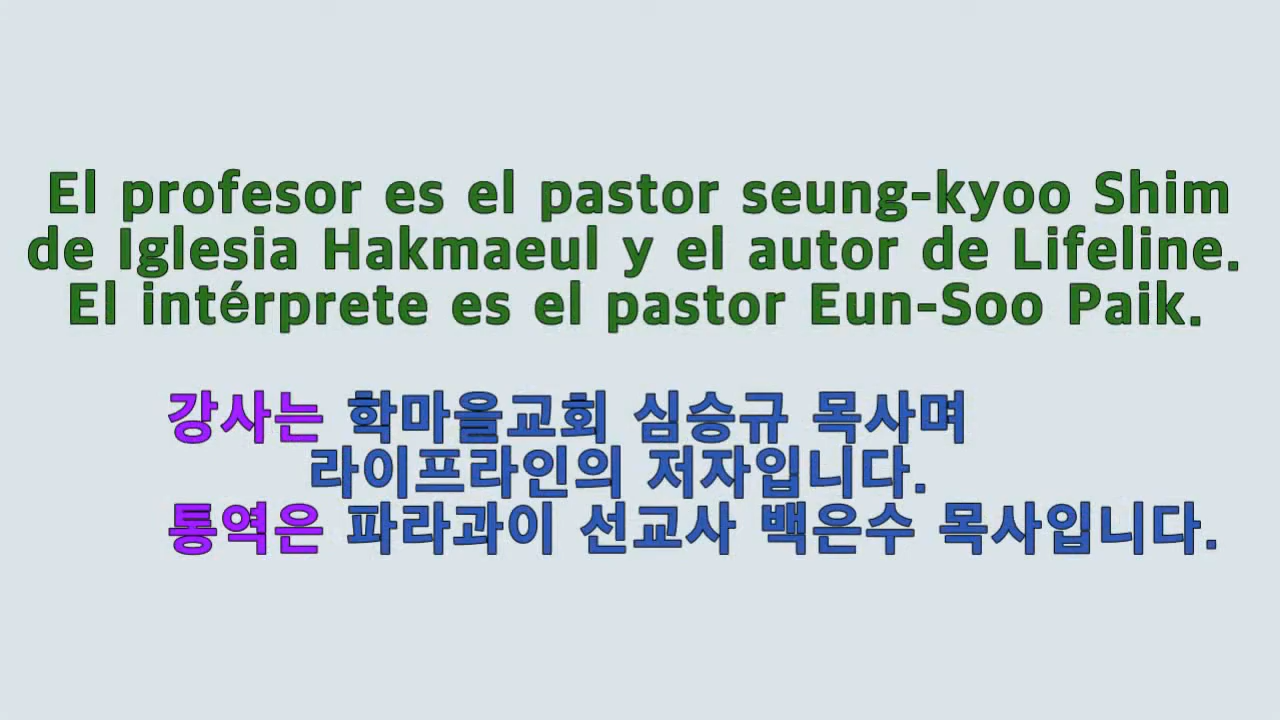 El profesor es el pastor seung-kyoo Shim
de Iglesia Hakmaeul y el autor de Lifeline.
El intérprete es el pastor Eun-Soo Paik.
강사는 학마을교회 심승규 목사며
라이프라인의 저자입니다.
통역은 파라과이 선교사 백은수 목사입니다.